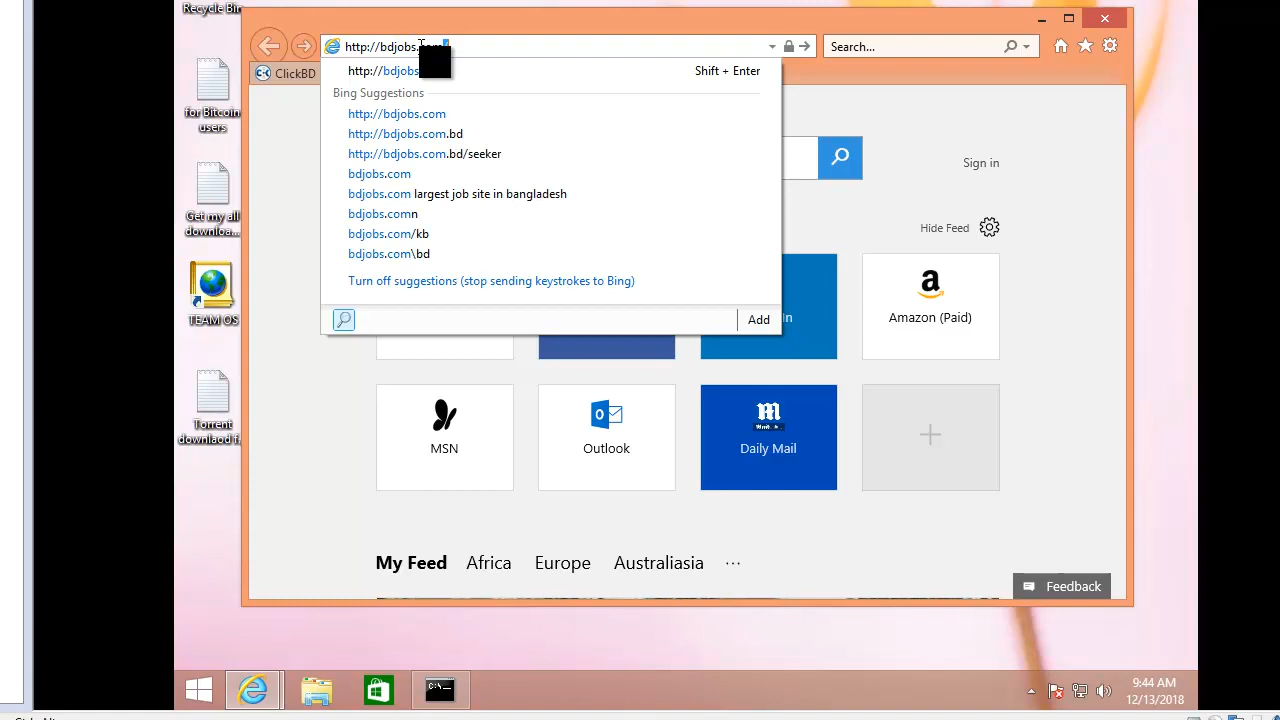 Recycle Bin
http://bdjobs.
Search...
ClickBD
http://bdjobs
Shift + Enter
Bing Suggestions
http://bdjobs.com
http://bdjobs.com.bd
http://bdjobs.com.bd/seeker
bdjobs.com
bdjobs.com largest job site in bangladesh
bdjobs.comn
bdjobs.com/kb
bdjobs.com\bd
Turn off suggestions (stop sending keystrokes to Bing)
Add
Sign in
Hide Feed
for Bitcoin
users
Get my all
downloa...
TEAM OS
Torrent
downlaod f.
In
Amazon (Paid)
MSN
Outlook
Daily Mail
My Feed
Africa
Europe
Australiasia
...
Feedback
9:44 AM
12/13/2018